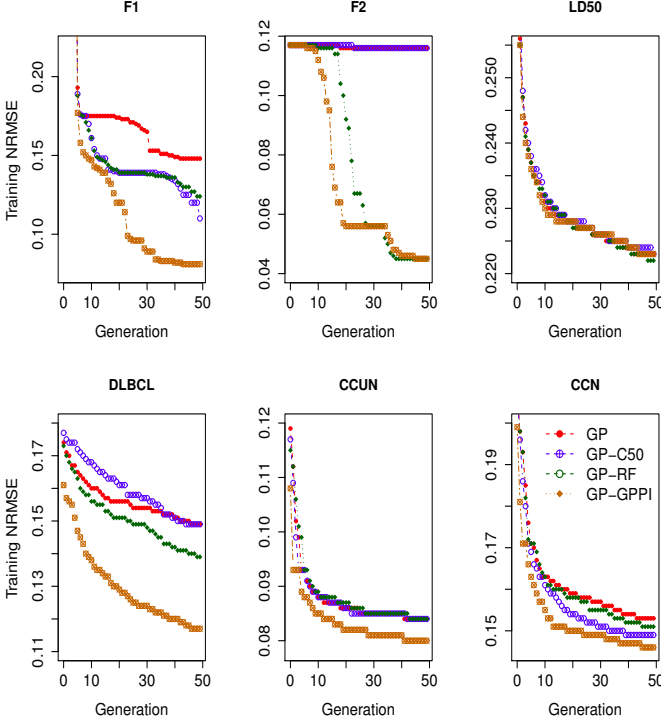 F1
F2
LD50
Training NRMSE
0.20
0.15
0.10
0 10 30 50
Generation
0.12
0.10
0.08
0.06
0.04
0 10 30 50
Generation
0.250
0.240
0.230
0.220
0 10 30 50
Generation
DLBCL
CCUN
CCN
Training NRMSE
0.17
0.15
0.13
0.11
0 10 30 50
Generation
0.12
0.11
0.10
0.09
0.08
0 10 30 50
Generation
0.19
0.17
0.15
0 10 30 50
Generation
GP
GP−C50
GP−RF
GP−GPPI